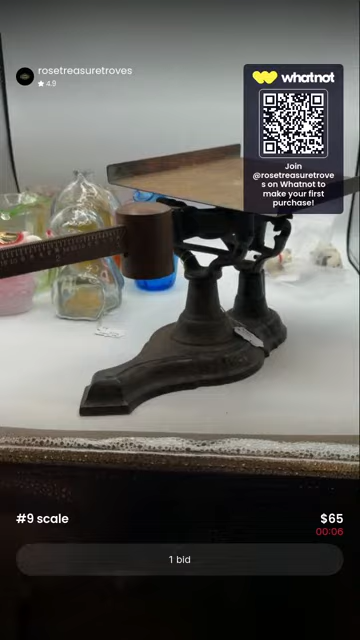 rosetreasuretroves
4.9
whatnot
Join
@rosetreasuretrove
s on Whatnot to
make your first
purchase!
#9 scale
$65
00:06
1 bid